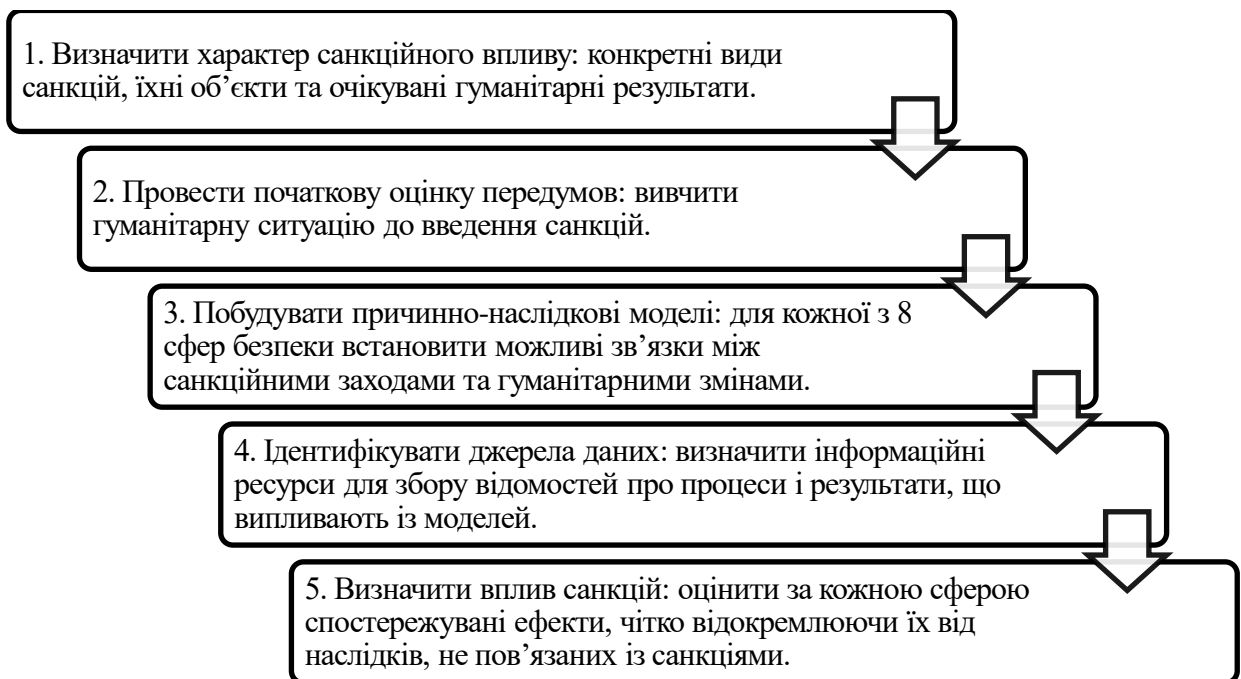 1. Визначити характер санкційного впливу: конкретні види
санкцій, їхні об’єкти та очікувані гуманітарні результати.
2. Провести початкову оцінку передумов: вивчити
гуманітарну ситуацію до введення санкцій.
3. Побудувати причинно-наслідкові моделі: для кожної з 8
сфер безпеки встановити можливі зв’язки між
санкційними заходами та гуманітарними змінами.
4. Ідентифікувати джерела даних: визначити інформаційні
ресурси для збору відомостей про процеси і результати, що
випливають із моделей.
5. Визначити вплив санкцій: оцінити за кожною сферою
спостережувані ефекти, чітко відокремлюючи їх від
наслідків, не пов’язаних із санкціями.